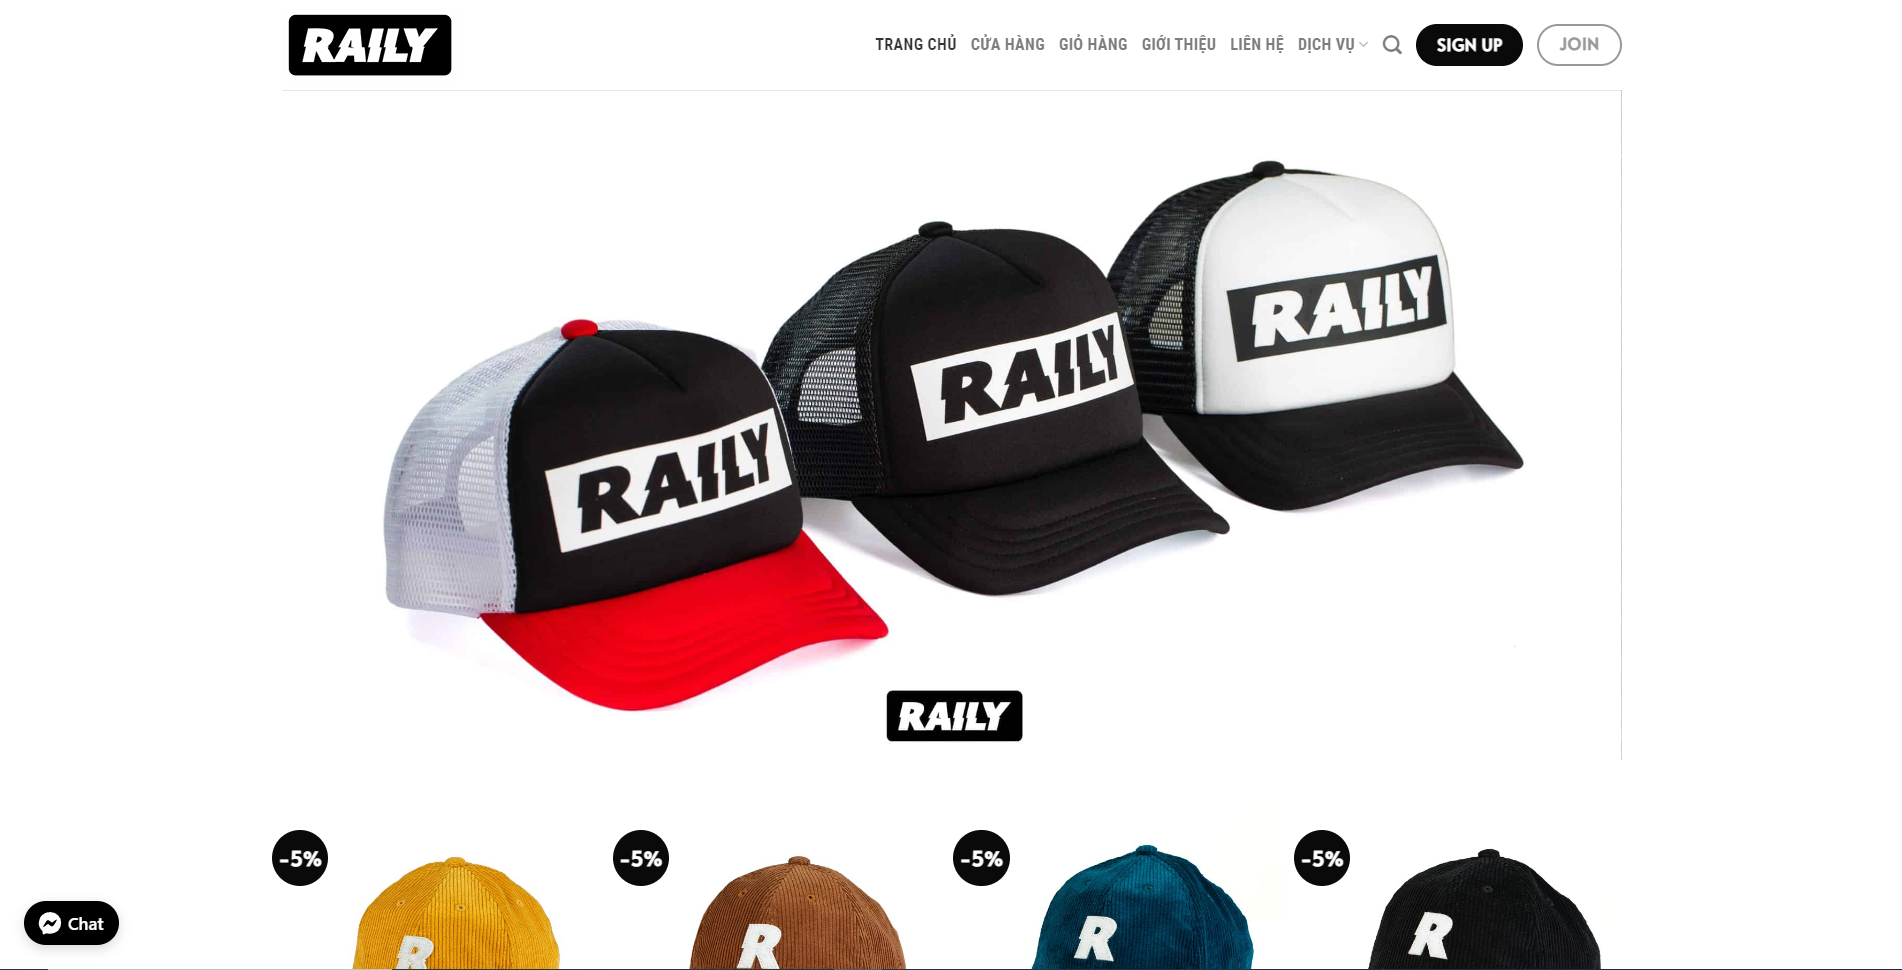 RAILY
TRANG CHỦ CỬA HÀNG GIỎ HÀNG GIỚI THIỆU LIÊN HỆ DỊCH VỤ SIGN UP JOIN
RAILY
RAILY
RAILY
RAILY
-5% -5% -5% -5%
R R R R
Chat